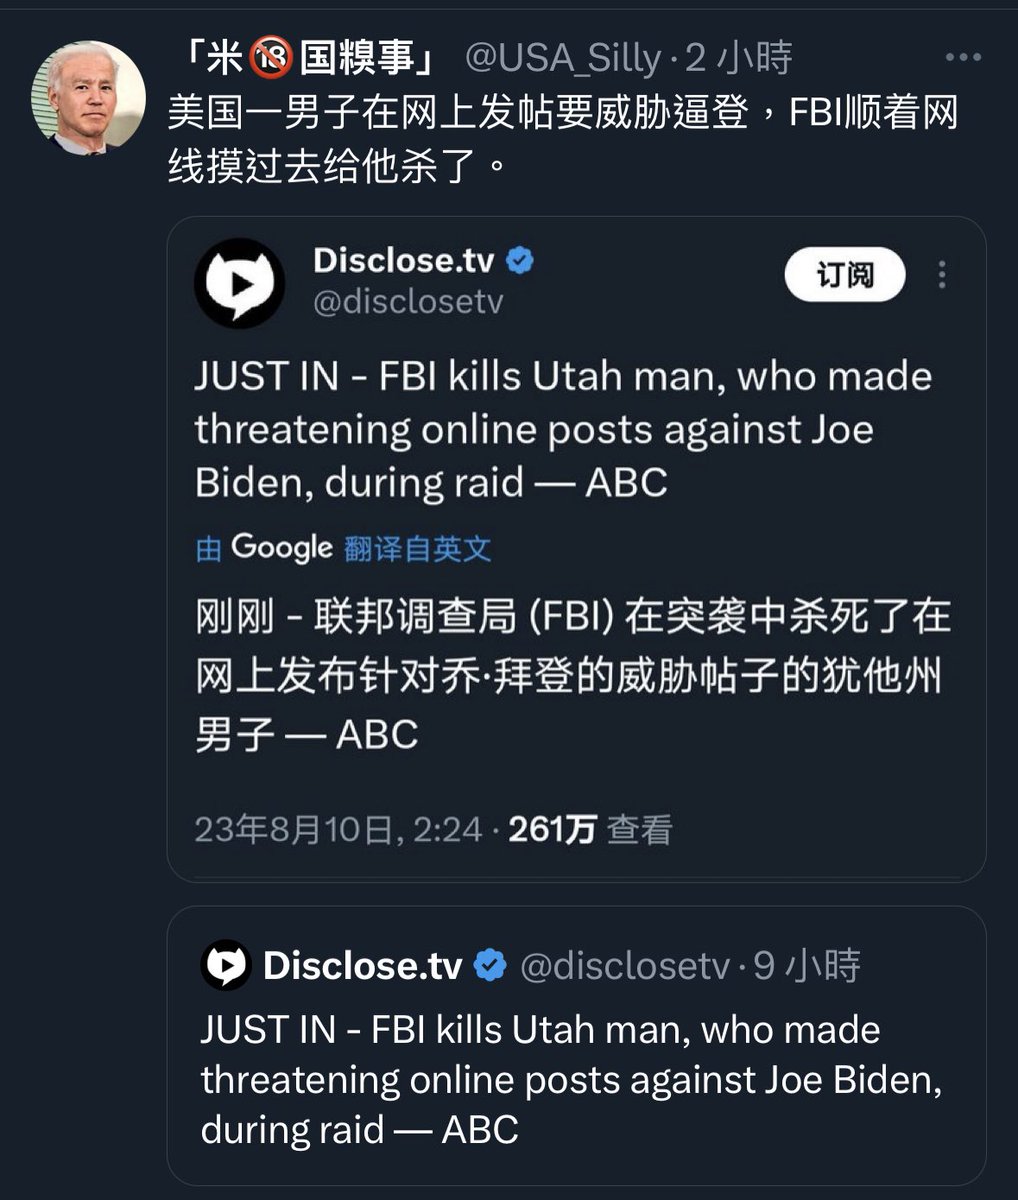 「米🔞国糗事」 @USA_Silly · 2 小時
美国一男子在网上发帖要威胁逼登，FBI顺着网
线摸过去给他杀了。
Disclose.tv
@disclosetv
订阅
JUST IN - FBI kills Utah man, who made
threatening online posts against Joe
Biden, during raid — ABC
由 Google 翻译自英文
刚刚 - 联邦调查局 (FBI) 在突袭中杀死了在
网上发布针对乔·拜登的威胁帖子的犹他州
男子 — ABC
23年8月10日, 2:24 · 261万 查看
Disclose.tv @disclosetv · 9 小時
JUST IN - FBI kills Utah man, who made
threatening online posts against Joe Biden,
during raid — ABC